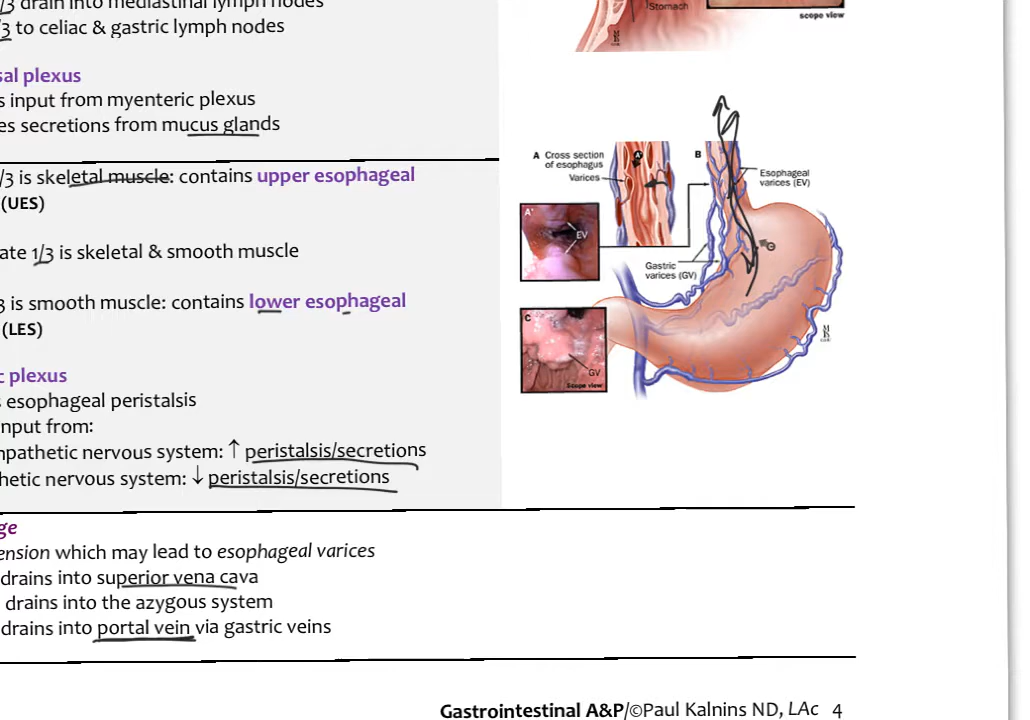 /3 drain into mediastinal lymph nodes
/3 to celiac & gastric lymph nodes
sal plexus
s input from myenteric plexus
es secretions from mucus glands
/3 is skeletal muscle: contains upper esophageal
(UES)
ate 1/3 is skeletal & smooth muscle
3 is smooth muscle: contains lower esophageal
(LES)
c plexus
s esophageal peristalsis
nput from:
npathetic nervous system: ↑ peristalsis/secretions
hetic nervous system: ↓ peristalsis/secretions
ge
ension which may lead to esophageal varices
drains into superior vena cava
drains into the azygous system
drains into portal vein via gastric veins
Stomach
scope view
A Cross section
of esophagus
Varices
A'
B
Esophageal
varices (EV)
A'
EV
Gastric
varices (GV)
C
GV
Scope view
Gastrointestinal A&P/©Paul Kalnins ND, LAc 4